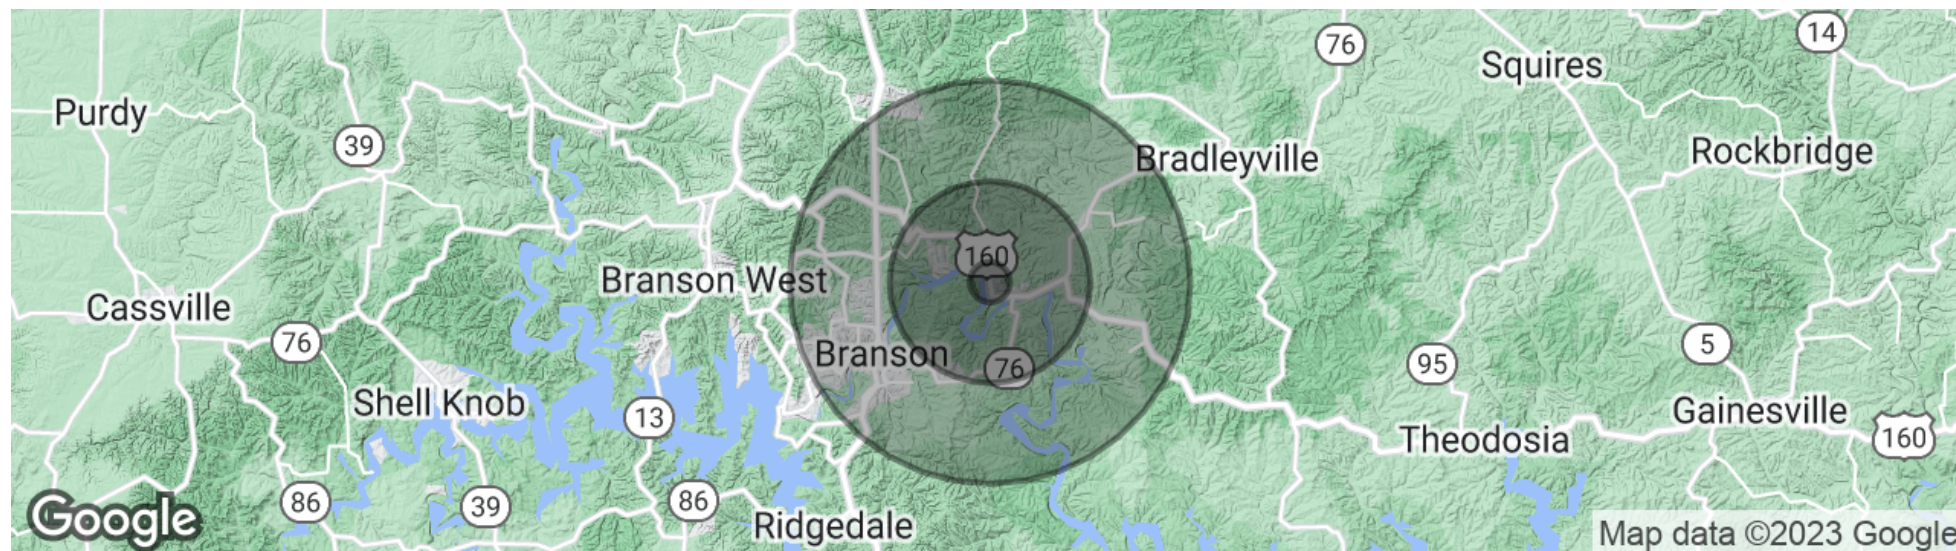 14
76
Squires
Purdy
39
Bradleyville
Rockbridge
160
Branson West
Cassville
76
Branson
76
95
5
Shell Knob
13
Gainesville
Theodosia
160
86
39
86
Ridgedale
Google
Map data ©2023 Google